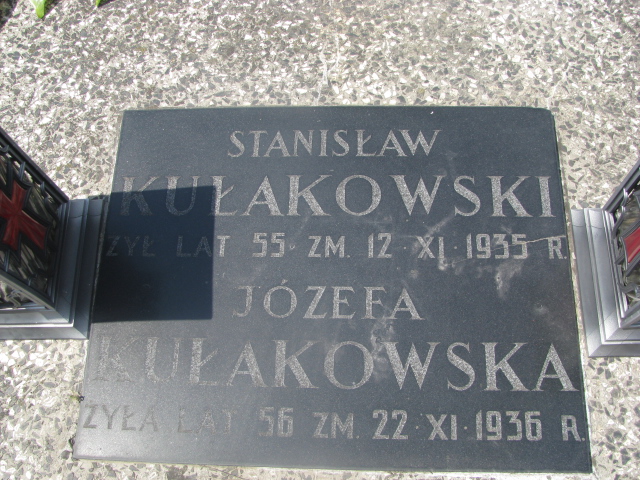 STANISŁAW
KUŁAKOWSKI
ŻYŁ LAT 55· ZM. 12·XI·1935 R.
JÓZEFA
KUŁAKOWSKA
ŻYŁA LAT 56 ZM. 22·XI·1936 R.